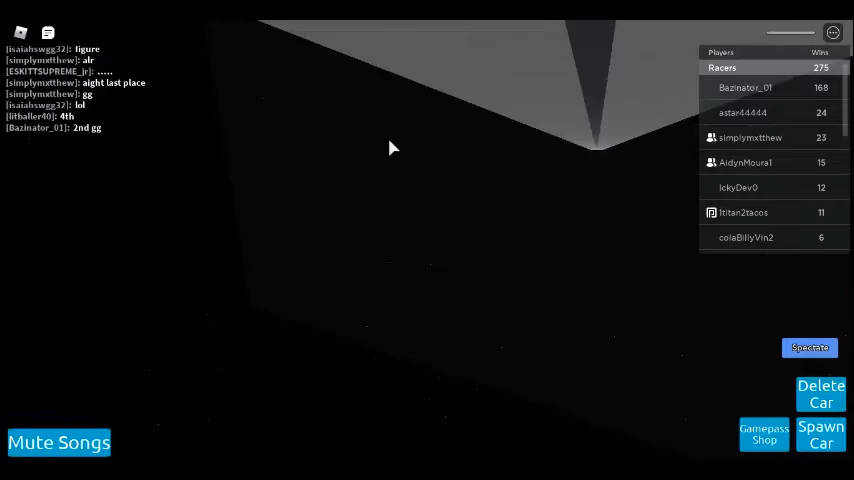 [isaiahswgg32]: figure
[simplymxtthew]: alr
[ESKITTSUPREME_jr]: .....
[simplymxtthew]: aight last place
[simplymxtthew]: gg
[isaiahswgg32]: lol
[litballer40]: 4th
[Bazinator_01]: 2nd gg
Players Wins
Racers 275
Bazinator_01 168
astar44444 24
simplymxtthew 23
AidynMoura1 15
IckyDev0 12
1titan2tacos 11
colaBillyVin2 6
Spectate
Delete
Car
Gamepass
Shop
Spawn
Car
Mute Songs